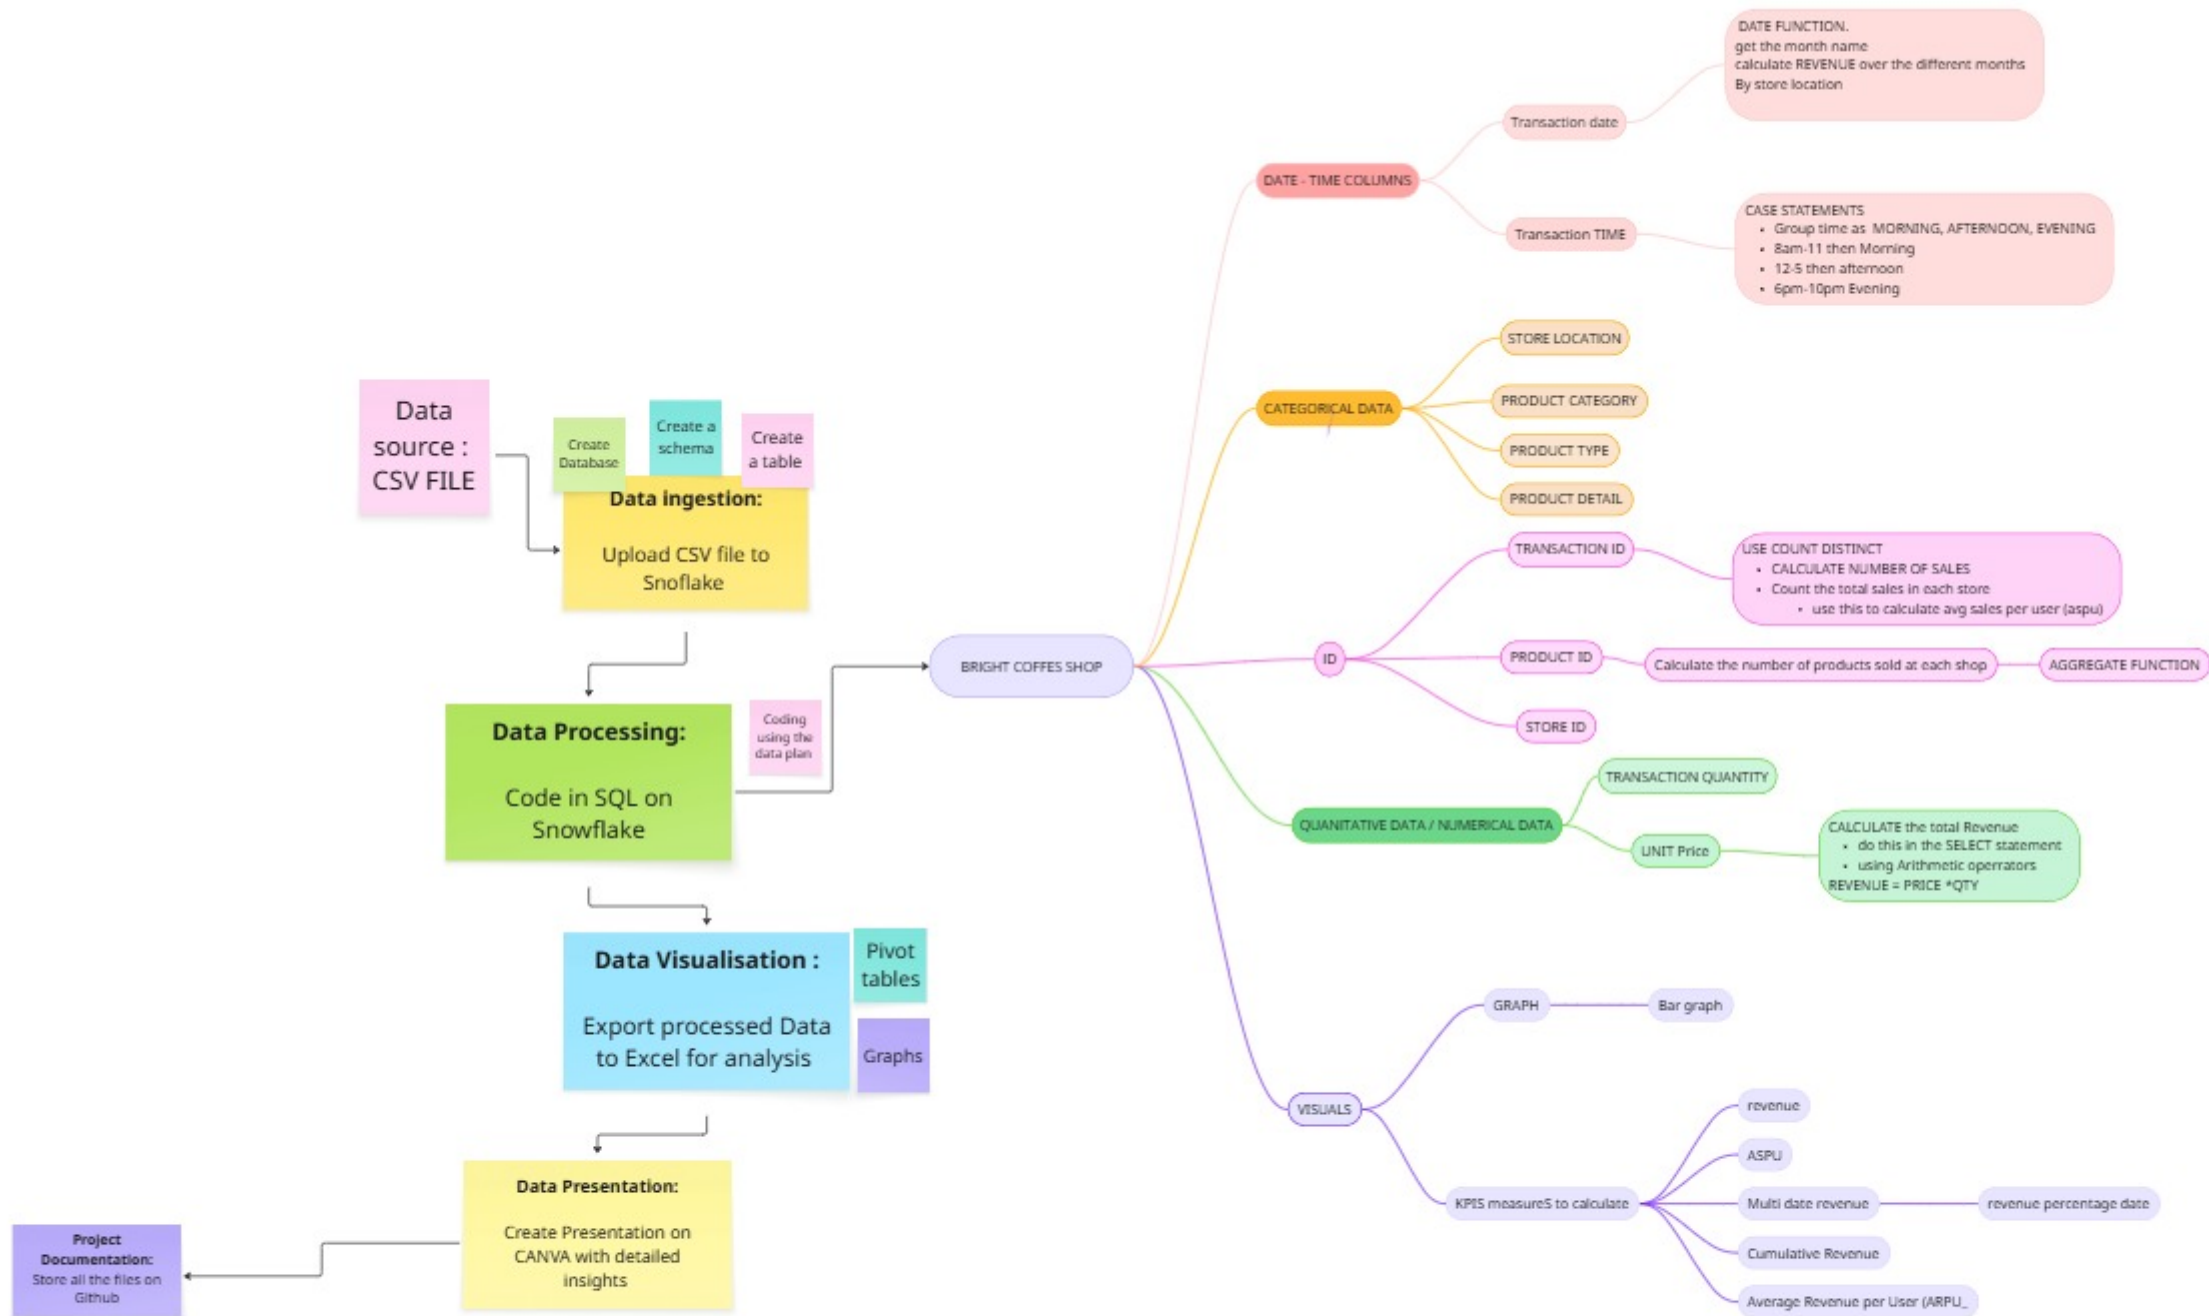 Data
source :
CSV FILE
Create
Database
Create a
schema
Create
a table
Data ingestion:
Upload CSV file to
Snoflake
Data Processing:
Code in SQL on
Snowflake
Coding
using the
data plan
Data Visualisation :
Export processed Data
to Excel for analysis
Pivot
tables
Graphs
Data Presentation:
Create Presentation on
CANVA with detailed
insights
Project
Documentation:
Store all the files on
Github
BRIGHT COFFES SHOP
DATE - TIME COLUMNS
Transaction date
DATE FUNCTION.
get the month name
calculate REVENUE over the different months
By store location
Transaction TIME
CASE STATEMENTS
• Group time as MORNING, AFTERNOON, EVENING
• 8am-11 then Morning
• 12-5 then afternoon
• 6pm-10pm Evening
CATEGORICAL DATA
STORE LOCATION
PRODUCT CATEGORY
PRODUCT TYPE
PRODUCT DETAIL
ID
TRANSACTION ID
USE COUNT DISTINCT
• CALCULATE NUMBER OF SALES
• Count the total sales in each store
• use this to calculate avg sales per user (aspu)
PRODUCT ID
Calculate the number of products sold at each shop
AGGREGATE FUNCTION
STORE ID
QUANITATIVE DATA / NUMERICAL DATA
TRANSACTION QUANTITY
UNIT Price
CALCULATE the total Revenue
• do this in the SELECT statement
• using Arithmetic operrators
REVENUE = PRICE *QTY
VISUALS
GRAPH
Bar graph
KPIS measureS to calculate
revenue
ASPU
Multi date revenue
revenue percentage date
Cumulative Revenue
Average Revenue per User (ARPU_